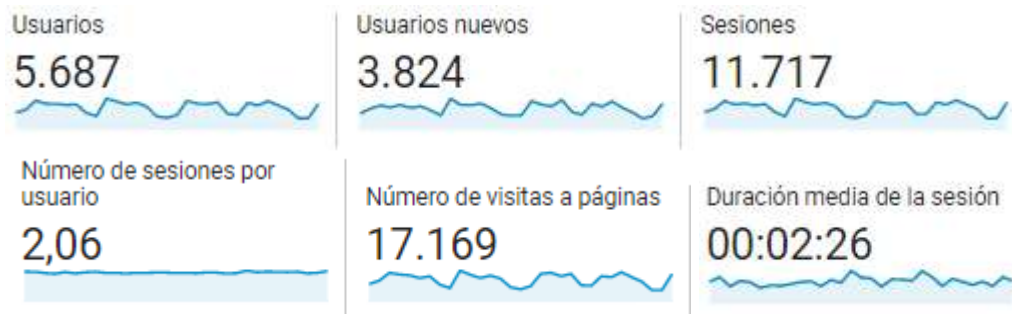 Usuarios
5.687
Usuarios nuevos
3.824
Sesiones
11.717
Número de sesiones por
usuario
2,06
Número de visitas a páginas
17.169
Duración media de la sesión
00:02:26